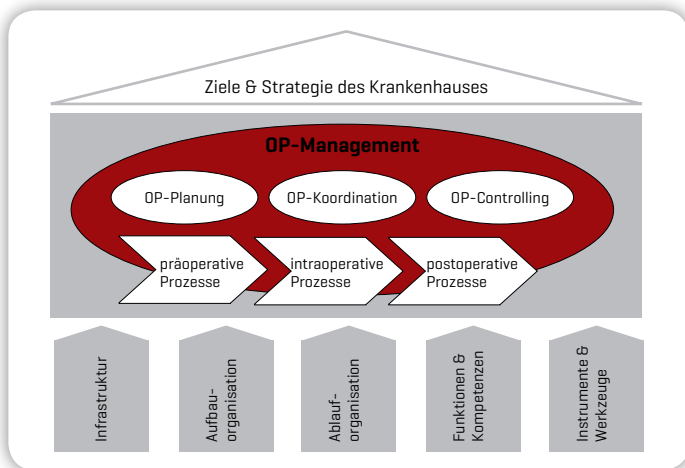 Ziele & Strategie des Krankenhauses
OP-Management
OP-Planung
OP-Koordination
OP-Controlling
präoperative
Prozesse
intraoperative
Prozesse
postoperative
Prozesse
Infrastruktur
Aufbau-
organisation
Ablauf-
organisation
Funktionen &
Kompetenzen
Instrumente &
Werkzeuge